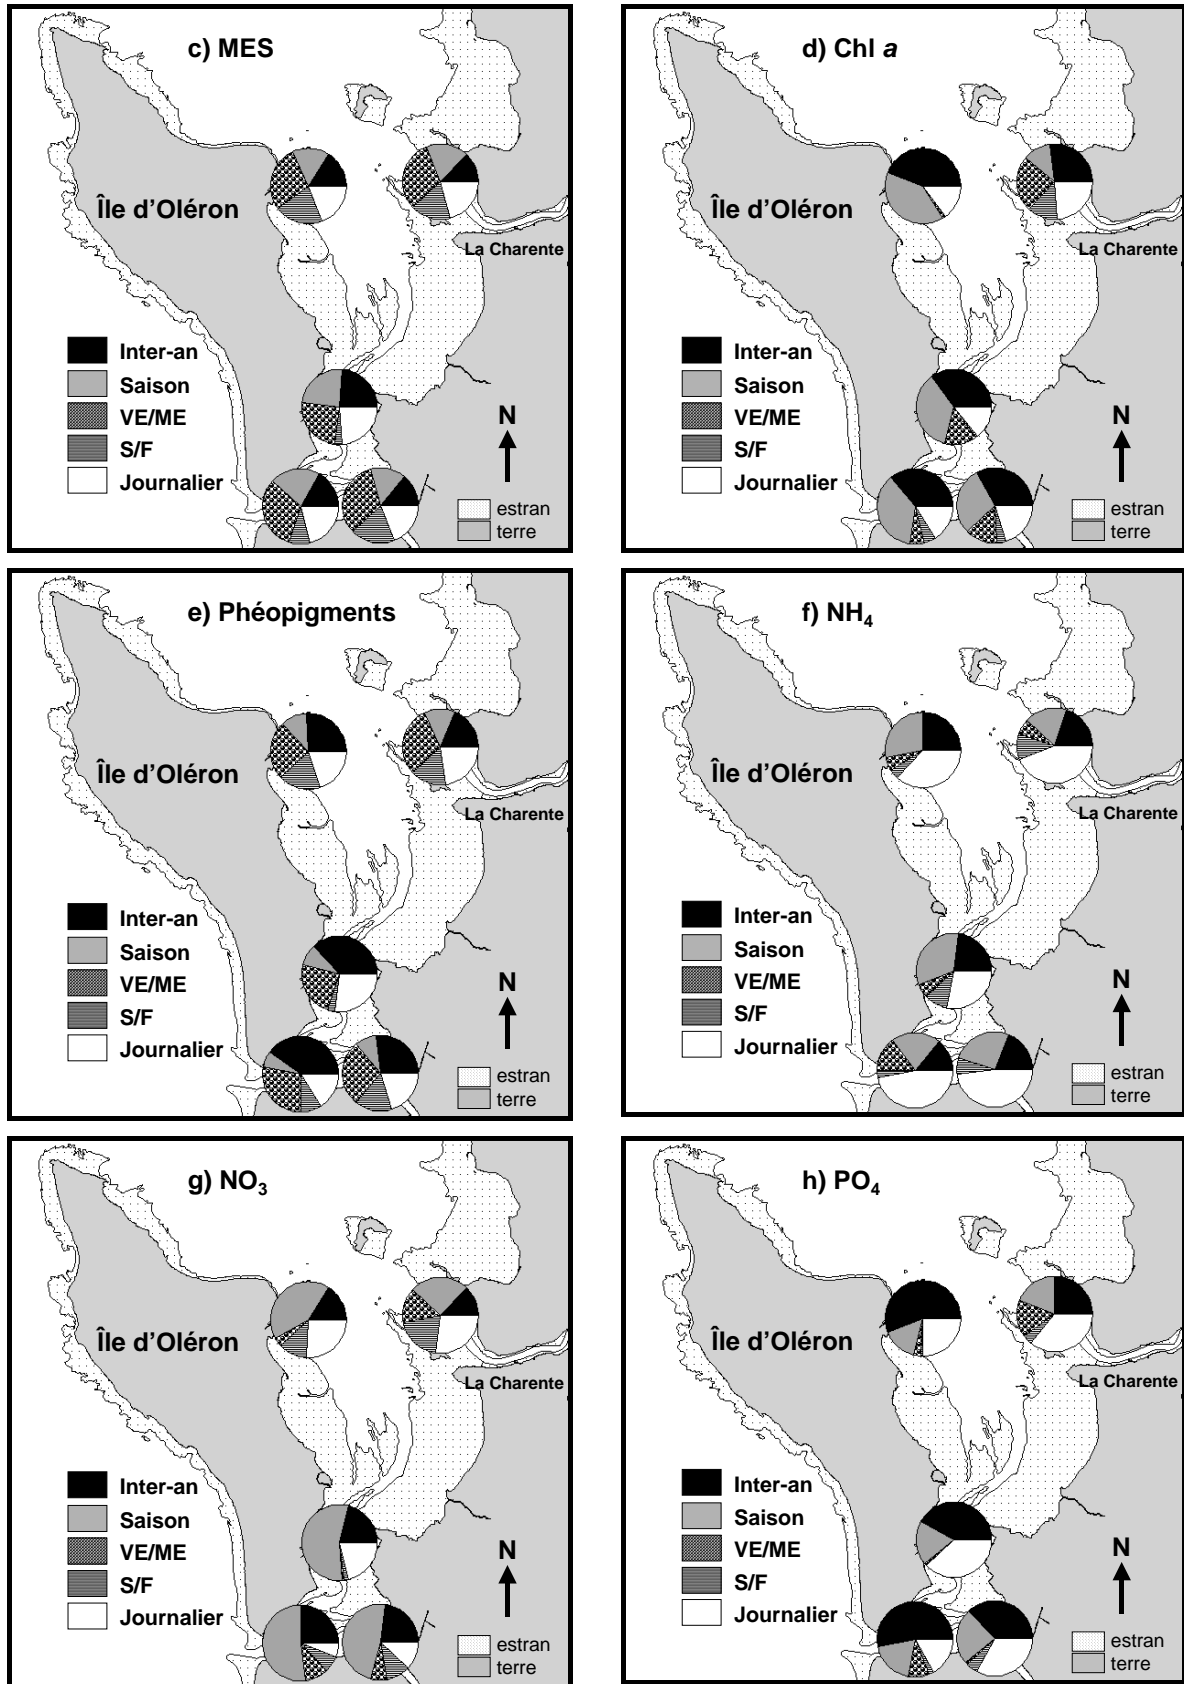 c) MES
Île d'Oléron
La Charente
Inter-an
Saison
VE/ME
S/F
Journalier
N
estran
terre
d) Chl a
Île d'Oléron
La Charente
Inter-an
Saison
VE/ME
S/F
Journalier
N
estran
terre
e) Phéopigments
Île d'Oléron
La Charente
Inter-an
Saison
VE/ME
S/F
Journalier
N
estran
terre
f) NH₄
Île d'Oléron
La Charente
Inter-an
Saison
VE/ME
S/F
Journalier
N
estran
terre
g) NO₃
Île d'Oléron
La Charente
Inter-an
Saison
VE/ME
S/F
Journalier
N
estran
terre
h) PO₄
Île d'Oléron
La Charente
Inter-an
Saison
VE/ME
S/F
Journalier
N
estran
terre